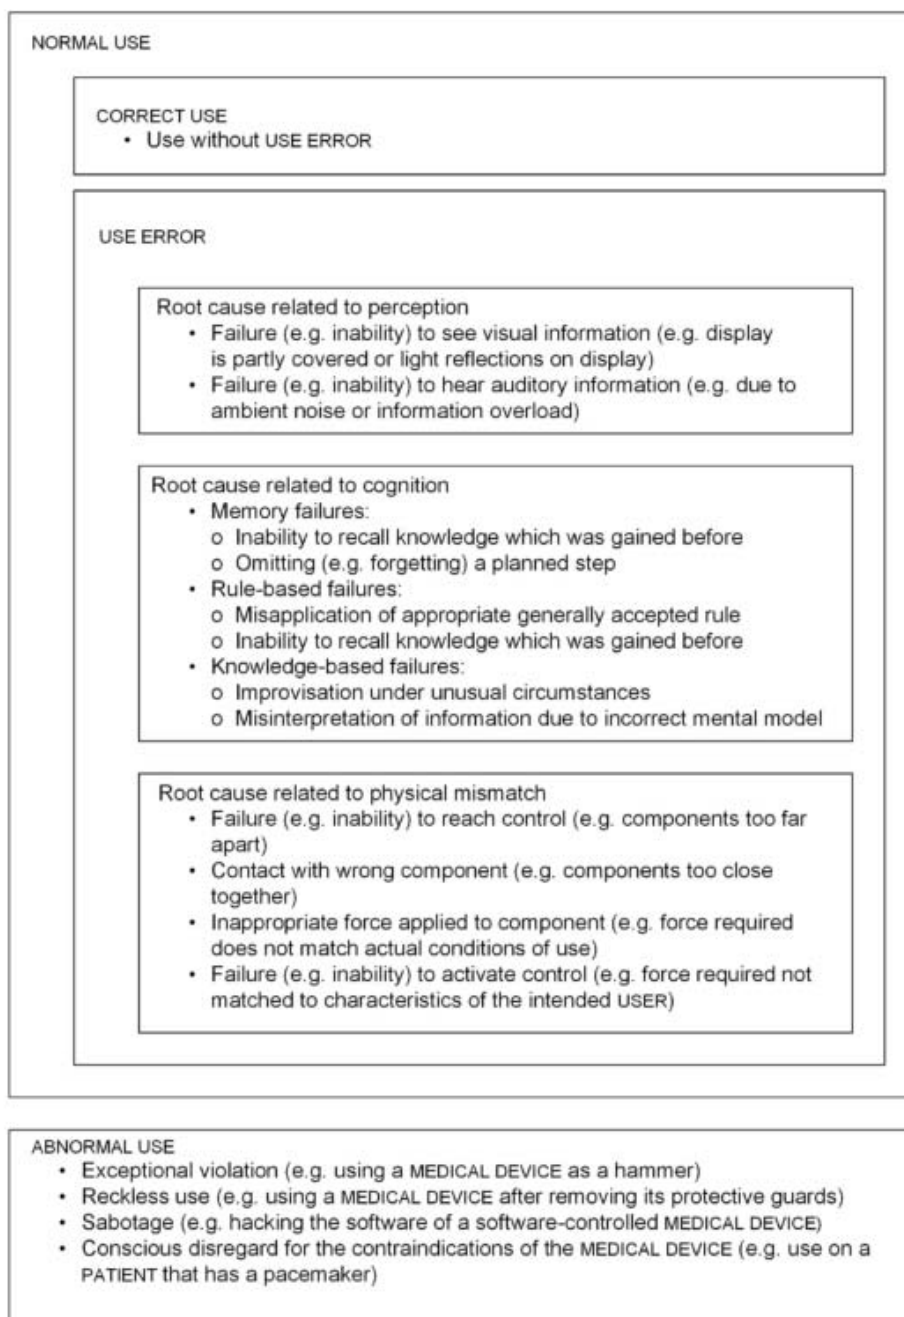 NORMAL USE
CORRECT USE
• Use without USE ERROR
USE ERROR
Root cause related to perception
• Failure (e.g. inability) to see visual information (e.g. display
is partly covered or light reflections on display)
• Failure (e.g. inability) to hear auditory information (e.g. due to
ambient noise or information overload)
Root cause related to cognition
• Memory failures:
o Inability to recall knowledge which was gained before
o Omitting (e.g. forgetting) a planned step
• Rule-based failures:
o Misapplication of appropriate generally accepted rule
o Inability to recall knowledge which was gained before
• Knowledge-based failures:
o Improvisation under unusual circumstances
o Misinterpretation of information due to incorrect mental model
Root cause related to physical mismatch
• Failure (e.g. inability) to reach control (e.g. components too far
apart)
• Contact with wrong component (e.g. components too close
together)
• Inappropriate force applied to component (e.g. force required
does not match actual conditions of use)
• Failure (e.g. inability) to activate control (e.g. force required not
matched to characteristics of the intended USER)
ABNORMAL USE
• Exceptional violation (e.g. using a MEDICAL DEVICE as a hammer)
• Reckless use (e.g. using a MEDICAL DEVICE after removing its protective guards)
• Sabotage (e.g. hacking the software of a software-controlled MEDICAL DEVICE)
• Conscious disregard for the contraindications of the MEDICAL DEVICE (e.g. use on a
PATIENT that has a pacemaker)